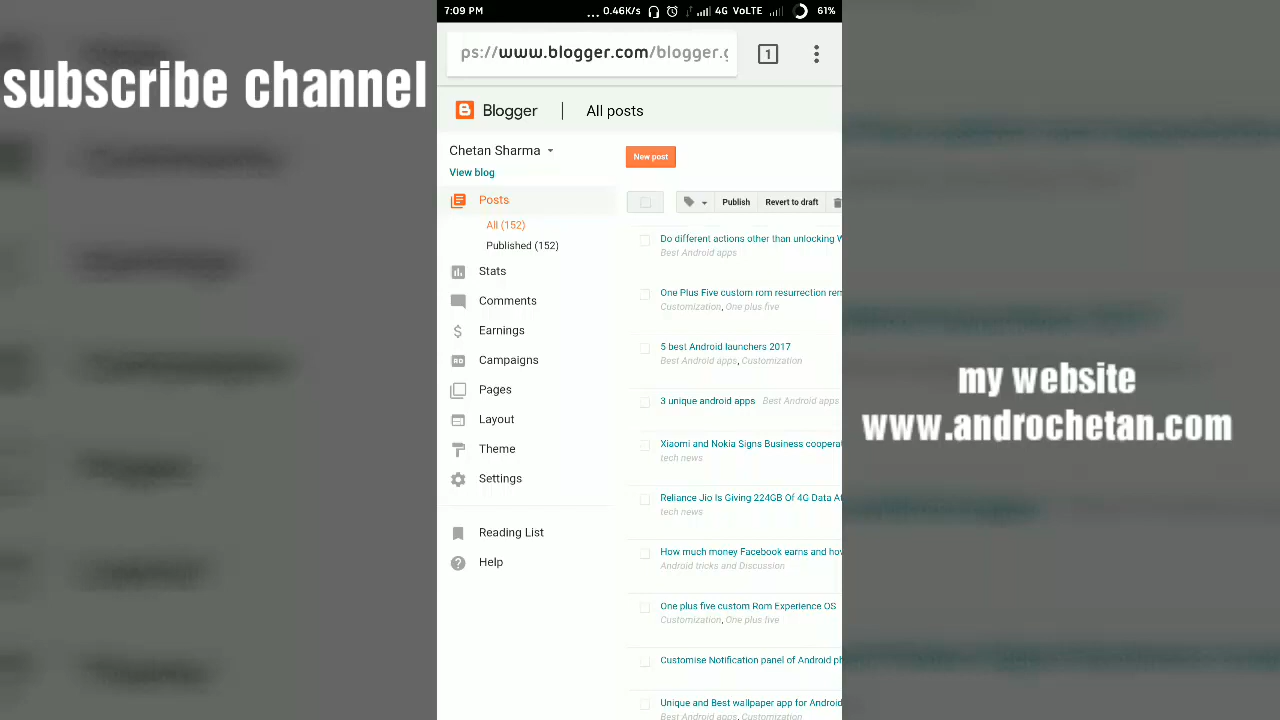 subscribe channel
7:09 PM
... 0.46K/s 4G VoLTE 61%
ps://www.blogger.com/blogger.g
1
Blogger | All posts
Chetan Sharma
View blog
Posts
All (152)
Published (152)
Stats
Comments
Earnings
Campaigns
Pages
Layout
Theme
Settings
Reading List
Help
New post
Publish Revert to draft
Do different actions other than unlocking W
Best Android apps
One Plus Five custom rom resurrection rem
Customization, One plus five
5 best Android launchers 2017
Best Android apps, Customization
3 unique android apps Best Android apps
Xiaomi and Nokia Signs Business coopera
tech news
Reliance Jio Is Giving 224GB Of 4G Data At
tech news
How much money Facebook earns and how
Android tricks and Discussion
One plus five custom Rom Experience OS
Customization, One plus five
Customise Notification panel of Android ph
Unique and Best wallpaper app for Android
Best Android apps, Customization
my website
www.androchetan.com